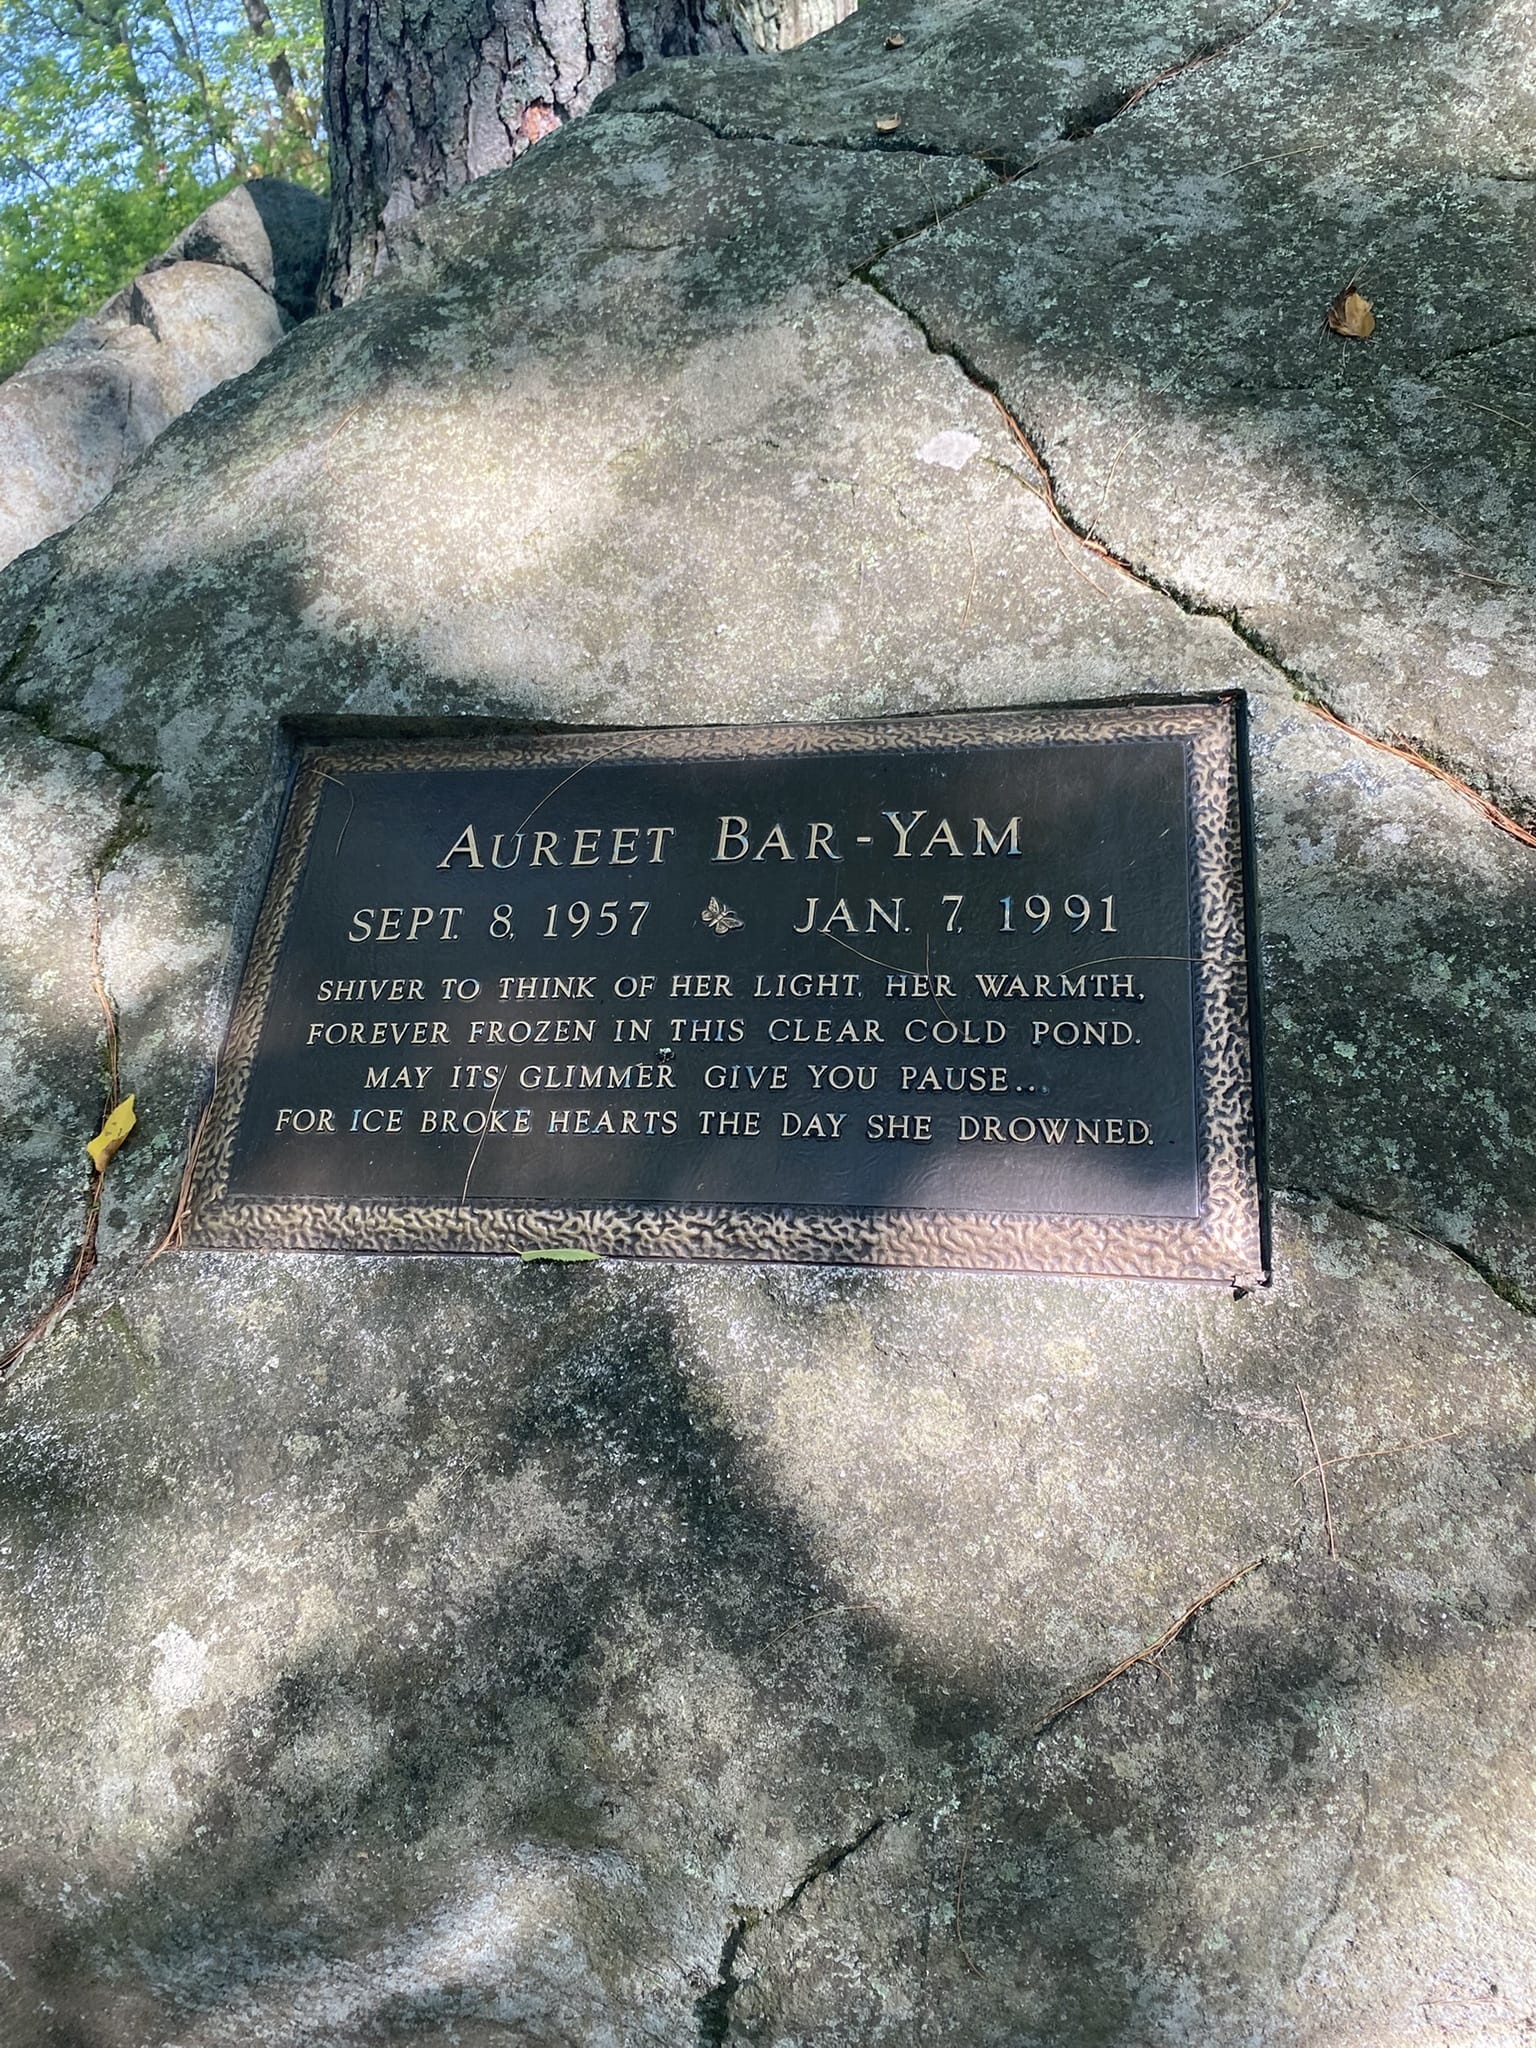 AUREET BAR-YAM
SEPT. 8, 1957 JAN. 7, 1991
SHIVER TO THINK OF HER LIGHT, HER WARMTH,
FOREVER FROZEN IN THIS CLEAR COLD POND.
MAY ITS GLIMMER GIVE YOU PAUSE...
FOR ICE BROKE HEARTS THE DAY SHE DROWNED.